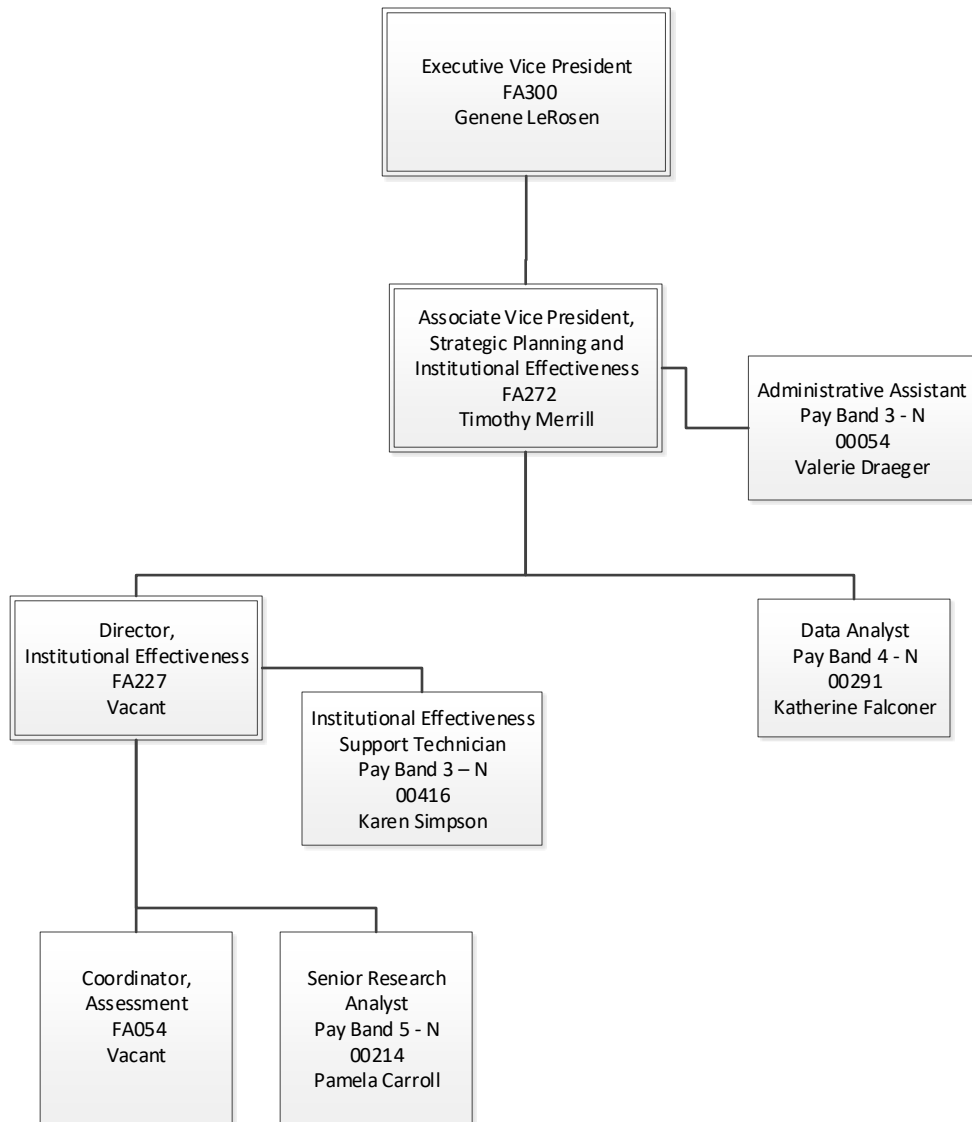 Executive Vice President
FA300
Genene LeRosen
Associate Vice President,
Strategic Planning and
Institutional Effectiveness
FA272
Timothy Merrill
Administrative Assistant
Pay Band 3 - N
00054
Valerie Draeger
Director,
Institutional Effectiveness
FA227
Vacant
Institutional Effectiveness
Support Technician
Pay Band 3 – N
00416
Karen Simpson
Data Analyst
Pay Band 4 - N
00291
Katherine Falconer
Coordinator,
Assessment
FA054
Vacant
Senior Research
Analyst
Pay Band 5 - N
00214
Pamela Carroll